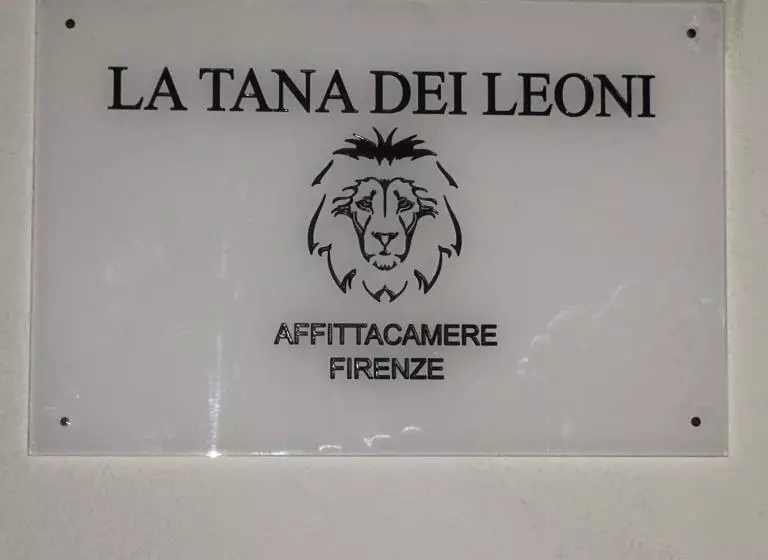 LA TANA DEI LEONI
AFFITTACAMERE
FIRENZE